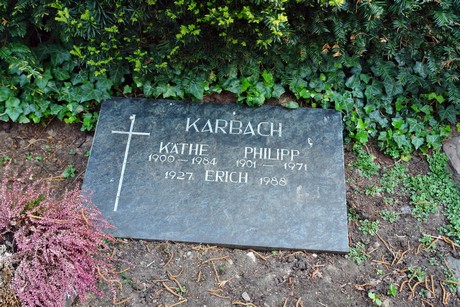 KARBACH
KATHE PHILIPP
1900 - 1984 1901 - 1971
1927 ERICH 1988